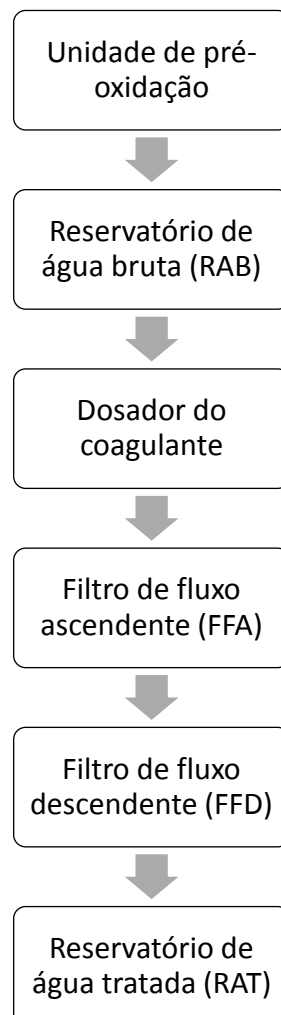 Unidade de pré-
oxidação
Reservatório de
água bruta (RAB)
Dosador do
coagulante
Filtro de fluxo
ascendente (FFA)
Filtro de fluxo
descendente (FFD)
Reservatório de
água tratada (RAT)